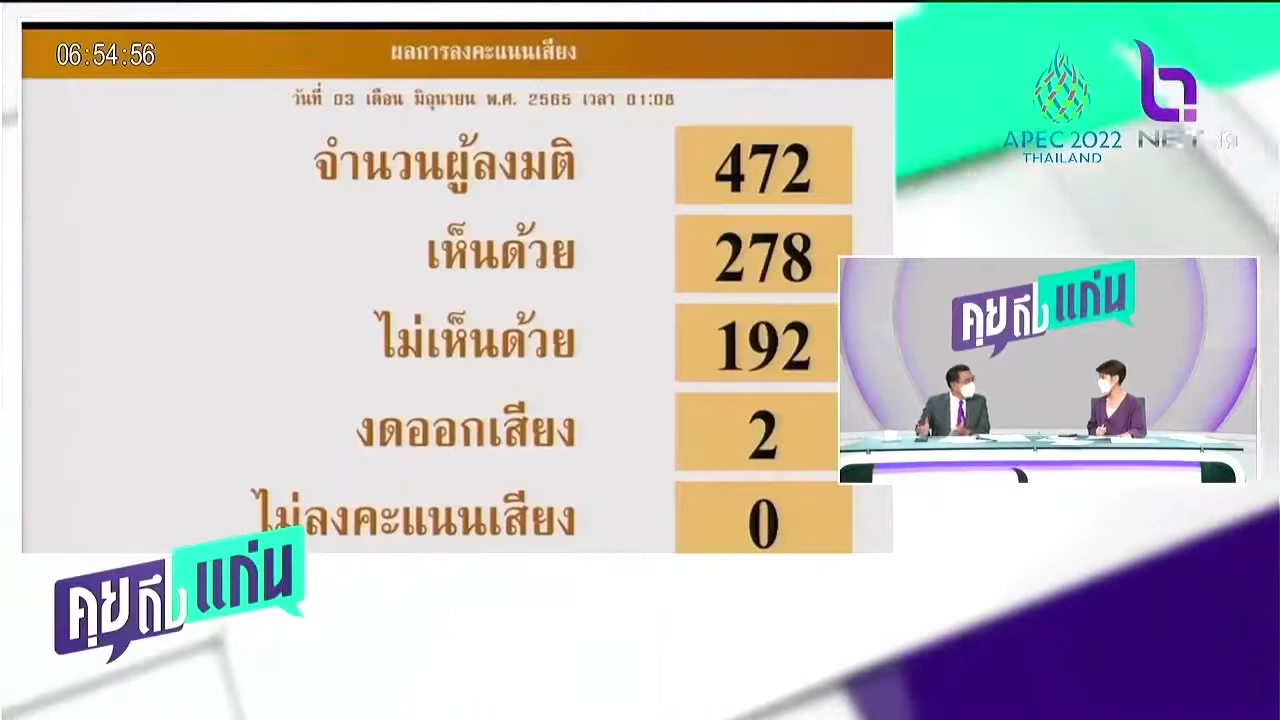 06:54:56
ผลการลงคะแนนเสียง
วันที่ 03 เดือน มิถุนายน พ.ศ. 2565 เวลา 01:08
จำนวนผู้ลงมติ 472
เห็นด้วย 278
ไม่เห็นด้วย 192
งดออกเสียง 2
ไม่ลงคะแนนเสียง 0
APEC 2022
THAILAND
NET
คุยถึงแก่น
คุยถึงแก่น